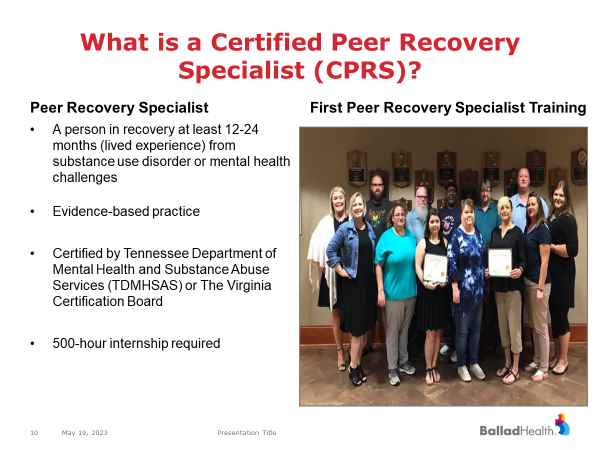 What is a Certified Peer Recovery
Specialist (CPRS)?
Peer Recovery Specialist
• A person in recovery at least 12-24
months (lived experience) from
substance use disorder or mental health
challenges
• Evidence-based practice
• Certified by Tennessee Department of
Mental Health and Substance Abuse
Services (TDMHSAS) or The Virginia
Certification Board
• 500-hour internship required
First Peer Recovery Specialist Training
10 May 19, 2023 Presentation Title
BalladHealth